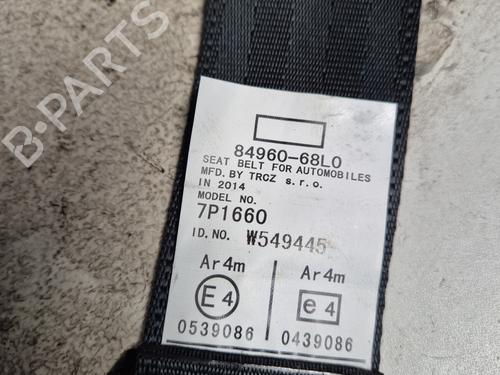 B-PARTS
84960-68L0
SEAT BELT FOR AUTOMOBILES
MFD. BY TRCZ s.r.o.
IN 2014
MODEL NO.
7P1660
ID. NO. W549445
Ar4m Ar4m
E4 e4
0539086 0439086
B-PARTS